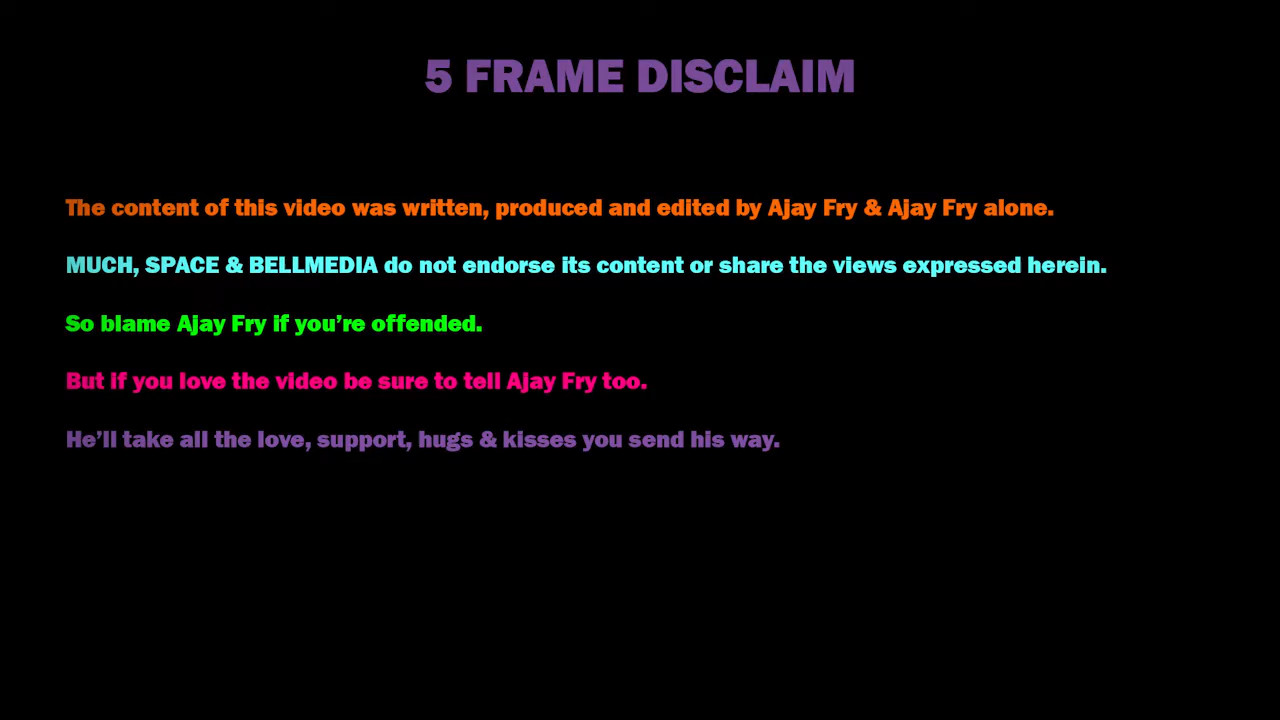 5 FRAME DISCLAIM
The content of this video was written, produced and edited by Ajay Fry & Ajay Fry alone.
MUCH, SPACE & BELLMEDIA do not endorse its content or share the views expressed herein.
So blame Ajay Fry if you’re offended.
But if you love the video be sure to tell Ajay Fry too.
He’ll take all the love, support, hugs & kisses you send his way.